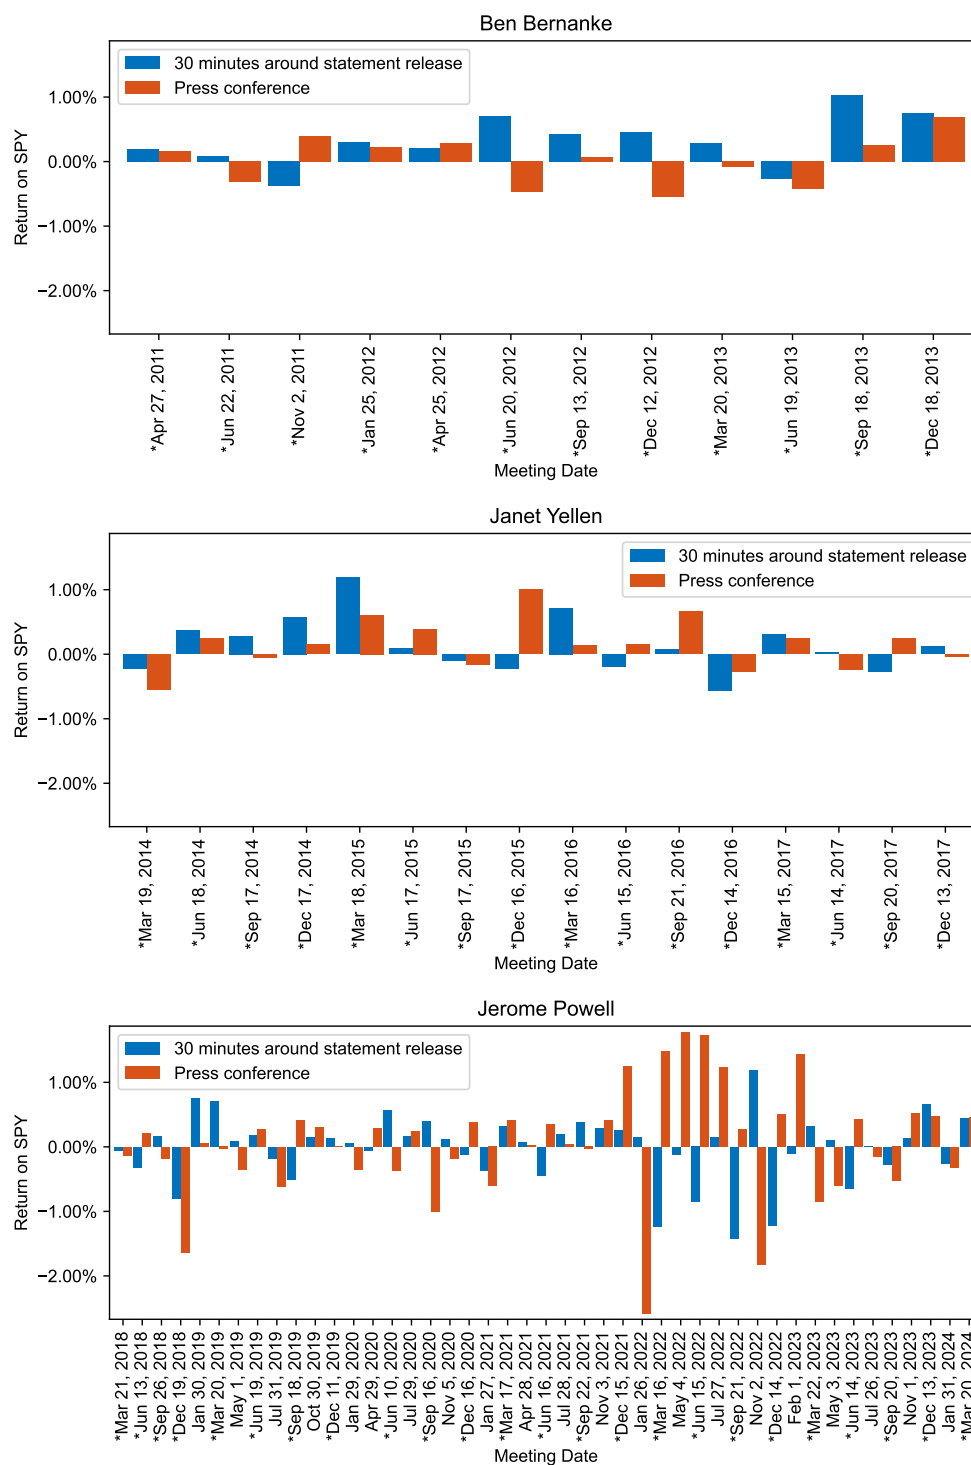 Ben Bernanke
30 minutes around statement release
Press conference
1.00%
0.00%
−1.00%
−2.00%
Return on SPY
*Apr 27, 2011
*Jun 22, 2011
*Nov 2, 2011
*Jan 25, 2012
*Apr 25, 2012
*Jun 20, 2012
*Sep 13, 2012
*Dec 12, 2012
*Mar 20, 2013
*Jun 19, 2013
*Sep 18, 2013
*Dec 18, 2013
Meeting Date
Janet Yellen
30 minutes around statement release
Press conference
1.00%
0.00%
−1.00%
−2.00%
Return on SPY
*Mar 19, 2014
*Jun 18, 2014
*Sep 17, 2014
*Dec 17, 2014
*Mar 18, 2015
*Jun 17, 2015
*Sep 17, 2015
*Dec 16, 2015
*Mar 16, 2016
*Jun 15, 2016
*Sep 21, 2016
*Dec 14, 2016
*Mar 15, 2017
*Jun 14, 2017
*Sep 20, 2017
*Dec 13, 2017
Meeting Date
Jerome Powell
30 minutes around statement release
Press conference
1.00%
0.00%
−1.00%
−2.00%
Return on SPY
*Mar 21, 2018
*Jun 13, 2018
*Sep 26, 2018
*Dec 19, 2018
Jan 30, 2019
*Mar 20, 2019
May 1, 2019
*Jun 19, 2019
Jul 31, 2019
*Sep 18, 2019
Oct 30, 2019
*Dec 11, 2019
Jan 29, 2020
Apr 29, 2020
*Jun 10, 2020
Jul 29, 2020
*Sep 16, 2020
Nov 5, 2020
*Dec 16, 2020
Jan 27, 2021
*Mar 17, 2021
Apr 28, 2021
*Jun 16, 2021
Jul 28, 2021
*Sep 22, 2021
Nov 3, 2021
*Dec 15, 2021
Jan 26, 2022
*Mar 16, 2022
May 4, 2022
*Jun 15, 2022
Jul 27, 2022
*Sep 21, 2022
Nov 2, 2022
*Dec 14, 2022
Feb 1, 2023
*Mar 22, 2023
May 3, 2023
*Jun 14, 2023
Jul 26, 2023
*Sep 20, 2023
Nov 1, 2023
*Dec 13, 2023
Jan 31, 2024
*Mar 20, 2024
Meeting Date